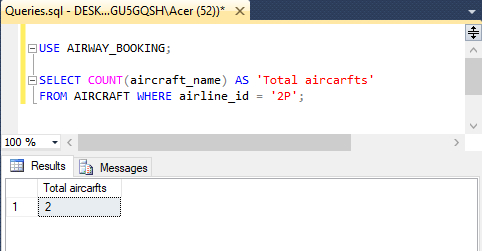 Queries.sql - DESK...GU5GQSH\Acer (52))*
USE AIRWAY_BOOKING;
SELECT COUNT(aircraft_name) AS 'Total aircarfts'
FROM AIRCRAFT WHERE airline_id = '2P';
100 %
Results Messages
Total aircarfts
1 2